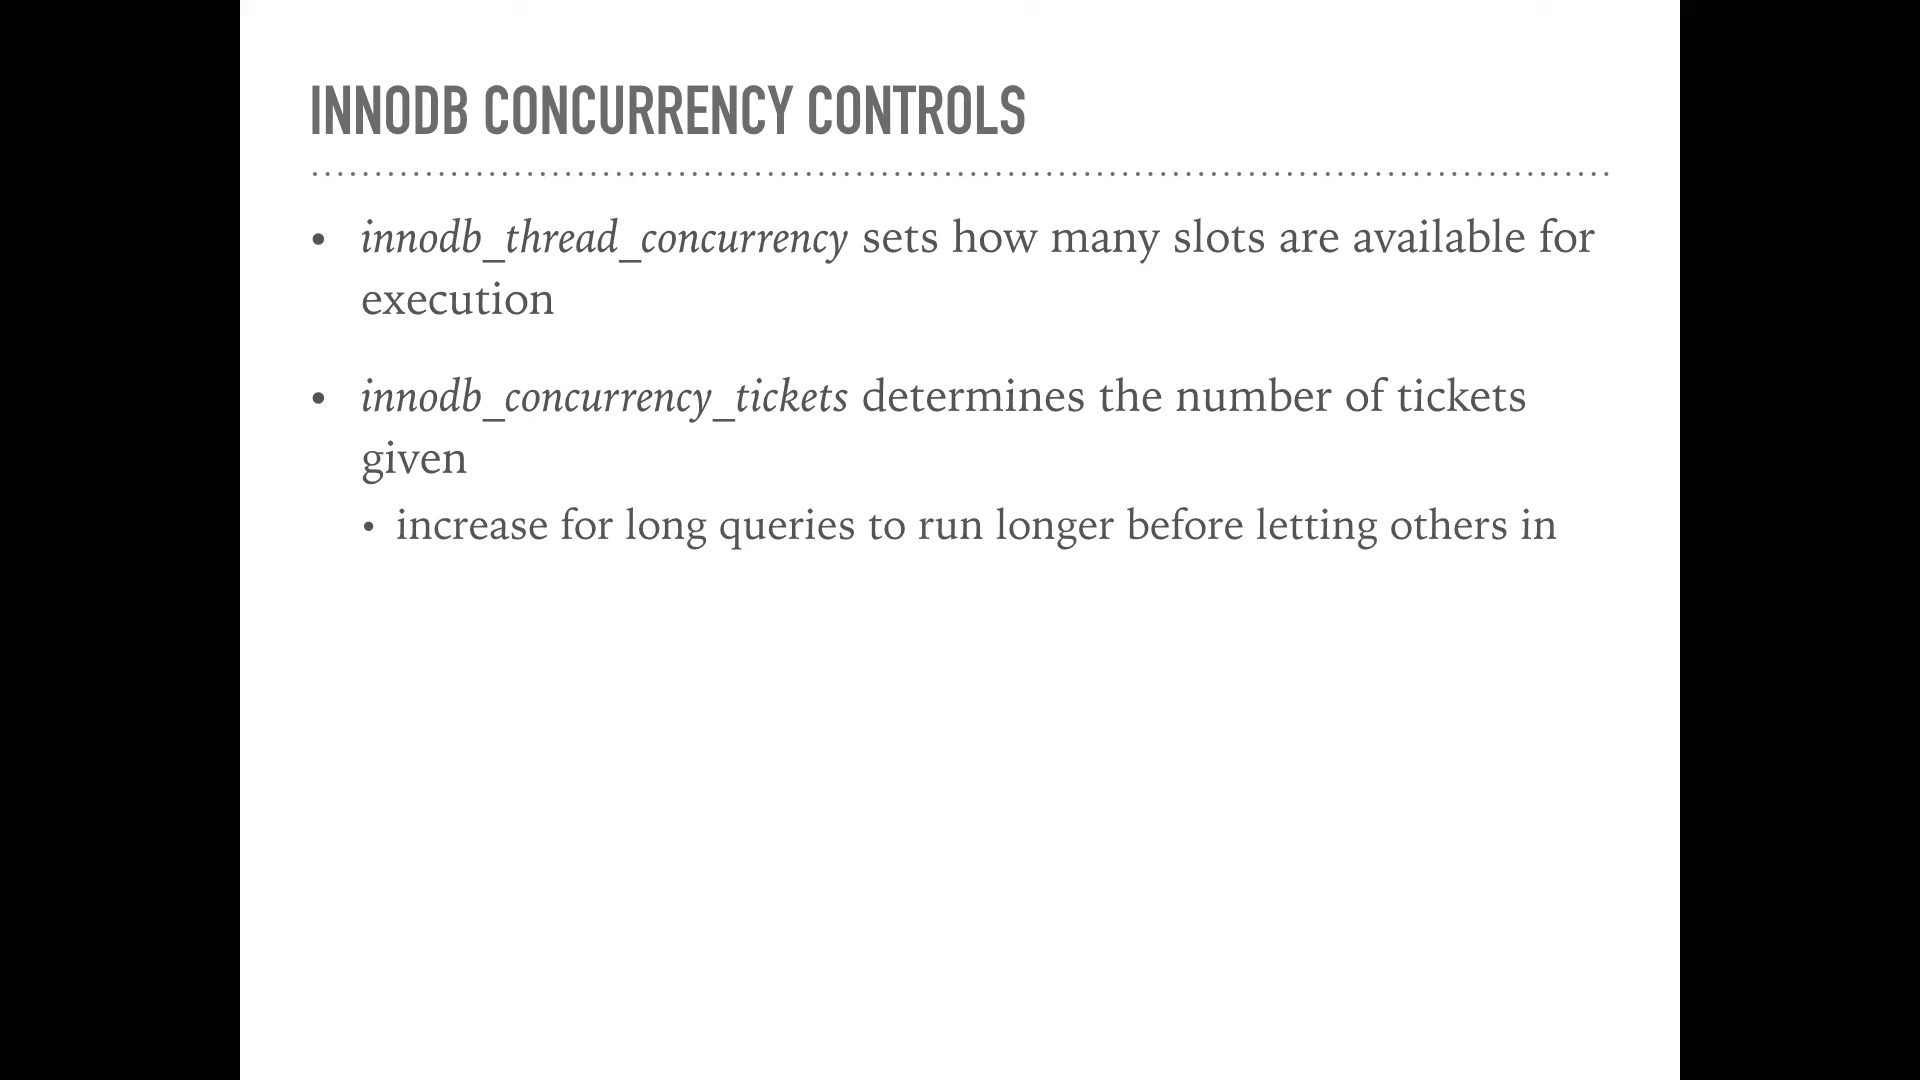 INNODB CONCURRENCY CONTROLS
• innodb_thread_concurrency sets how many slots are available for
execution
• innodb_concurrency_tickets determines the number of tickets
given
• increase for long queries to run longer before letting others in